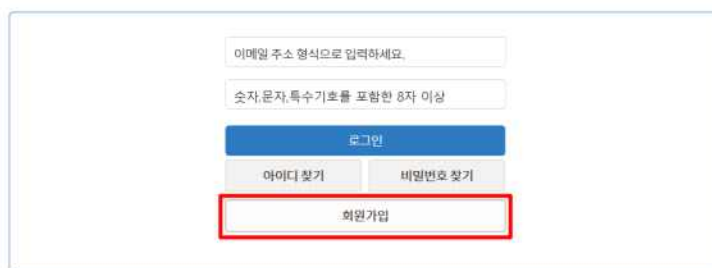 이메일 주소 형식으로 입력하세요.
숫자,문자,특수기호를 포함한 8자 이상
로그인
아이디 찾기 비밀번호 찾기
회원가입